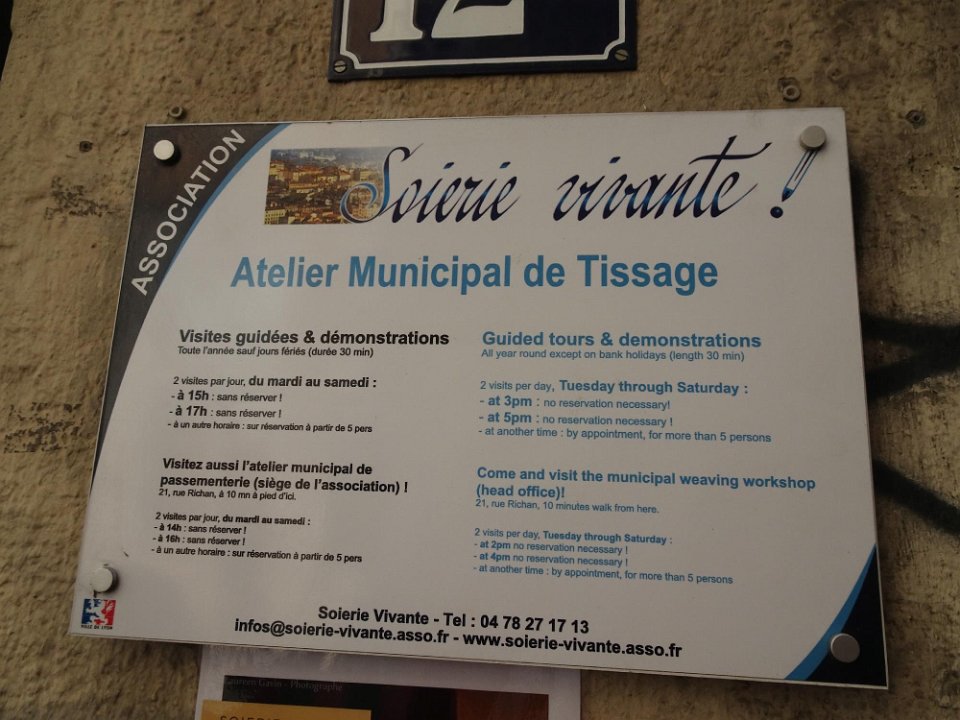 12
ASSOCIATION
Soierie vivante !
Atelier Municipal de Tissage
Visites guidées & démonstrations
Toute l'année sauf jours fériés (durée 30 min)
2 visites par jour, du mardi au samedi :
- à 15h : sans réserver !
- à 17h : sans réserver !
- à un autre horaire : sur réservation à partir de 5 pers
Visitez aussi l'atelier municipal de
passementerie (siège de l'association) !
21, rue Richan, à 10 mn à pied d'ici.
2 visites par jour, du mardi au samedi :
- à 14h : sans réserver !
- à 16h : sans réserver !
- à un autre horaire : sur réservation à partir de 5 pers
Guided tours & demonstrations
All year round except on bank holidays (length 30 min)
2 visits per day, Tuesday through Saturday :
- at 3pm : no reservation necessary!
- at 5pm : no reservation necessary !
- at another time : by appointment, for more than 5 persons
Come and visit the municipal weaving workshop
(head office)!
21, rue Richan, 10 minutes walk from here.
2 visits per day, Tuesday through Saturday :
- at 2pm no reservation necessary !
- at 4pm no reservation necessary !
- at another time : by appointment, for more than 5 persons
VILLE DE LYON
Soierie Vivante - Tel : 04 78 27 17 13
infos@soierie-vivante.asso.fr - www.soierie-vivante.asso.fr
Gavin - Photographe